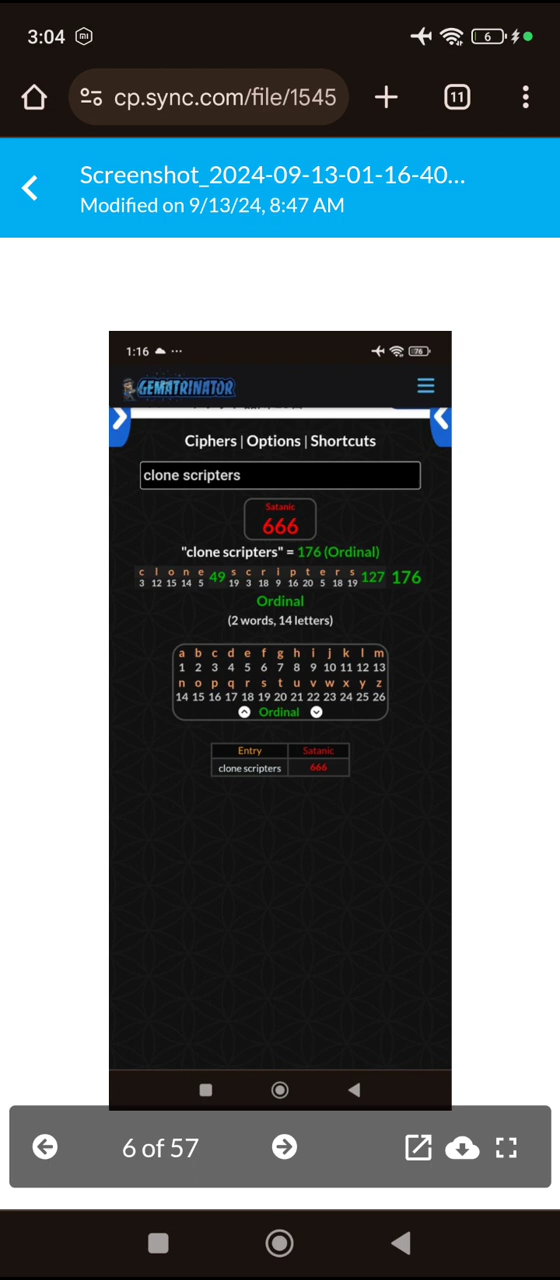 3:04
6
cp.sync.com/file/1545
11
Screenshot_2024-09-13-01-16-40...
Modified on 9/13/24, 8:47 AM
1:16 ...
76
GEMATRINATOR
Ciphers | Options | Shortcuts
clone scripters
Satanic
666
"clone scripters" = 176 (Ordinal)
c l o n e 49 s c r i p t e r s 127 176
3 12 15 14 5 19 3 18 9 16 20 5 18 19
Ordinal
(2 words, 14 letters)
a b c d e f g h i j k l m
1 2 3 4 5 6 7 8 9 10 11 12 13
n o p q r s t u v w x y z
14 15 16 17 18 19 20 21 22 23 24 25 26
Ordinal
Entry Satanic
clone scripters 666
6 of 57